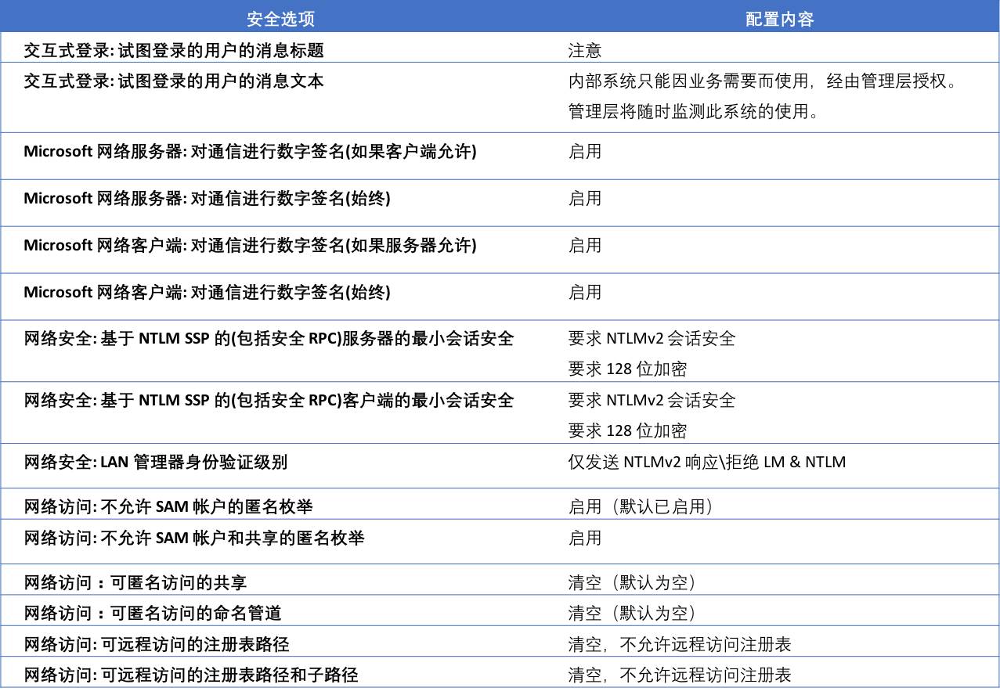 安全选项 配置内容
交互式登录: 试图登录的用户的消息标题 注意
交互式登录: 试图登录的用户的消息文本 内部系统只能因业务需要而使用，经由管理层授权。
管理层将随时监测此系统的使用。
Microsoft 网络服务器: 对通信进行数字签名(如果客户端允许) 启用
Microsoft 网络服务器: 对通信进行数字签名(始终) 启用
Microsoft 网络客户端: 对通信进行数字签名(如果服务器允许) 启用
Microsoft 网络客户端: 对通信进行数字签名(始终) 启用
网络安全: 基于 NTLM SSP 的(包括安全 RPC)服务器的最小会话安全 要求 NTLMv2 会话安全
要求 128 位加密
网络安全: 基于 NTLM SSP 的(包括安全 RPC)客户端的最小会话安全 要求 NTLMv2 会话安全
要求 128 位加密
网络安全: LAN 管理器身份验证级别 仅发送 NTLMv2 响应\拒绝 LM & NTLM
网络访问: 不允许 SAM 帐户的匿名枚举 启用（默认已启用）
网络访问: 不允许 SAM 帐户和共享的匿名枚举 启用
网络访问：可匿名访问的共享 清空（默认为空）
网络访问：可匿名访问的命名管道 清空（默认为空）
网络访问: 可远程访问的注册表路径 清空，不允许远程访问注册表
网络访问: 可远程访问的注册表路径和子路径 清空，不允许远程访问注册表